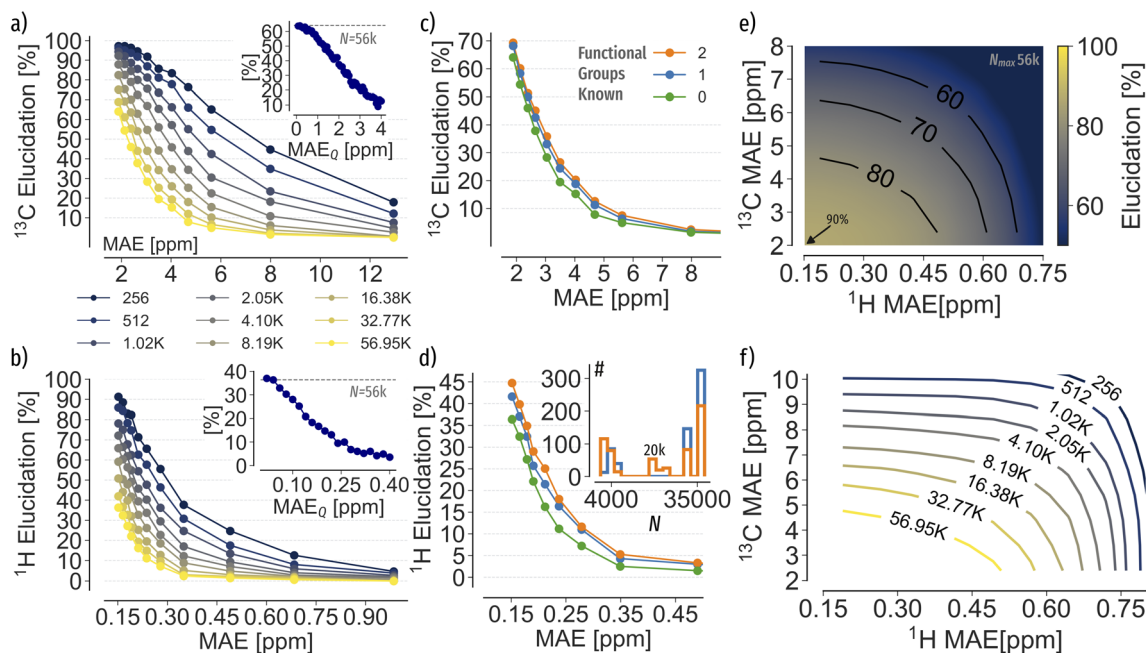 a)
¹³C Elucidation [%]
100
90
80
70
60
50
40
30
20
10
MAE [ppm]
2 4 6 8 10 12
[%]
60
50
40
30
20
10
N=56k
0 1 2 3 4
MAE_Q [ppm]
256 2.05K 16.38K
512 4.10K 32.77K
1.02K 8.19K 56.95K
b)
¹H Elucidation [%]
100
90
80
70
60
50
40
30
20
10
0
0.15 0.30 0.45 0.60 0.75 0.90
MAE [ppm]
[%]
40
30
20
10
0
N=56k
0.10 0.20 0.30 0.40
MAE_Q [ppm]
c)
¹³C Elucidation [%]
70
60
50
40
30
20
10
Functional 2
Groups 1
Known 0
2 3 4 5 6 7 8
MAE [ppm]
d)
¹H Elucidation [%]
45
40
35
30
25
20
15
10
5
0
0.15 0.25 0.35 0.45
MAE [ppm]
#
300
200
100
0
20k
4000 35000
N
e)
¹³C MAE [ppm]
8
7
6
5
4
3
2
N_max 56k
60
70
80
90%
0.15 0.30 0.45 0.60 0.75
¹H MAE[ppm]
100
80
60
Elucidation [%]
f)
¹³C MAE [ppm]
10
9
8
7
6
5
4
3
2
256
512
1.02K
2.05K
4.10K
8.19K
16.38K
32.77K
56.95K
0.15 0.30 0.45 0.60 0.75
¹H MAE[ppm]